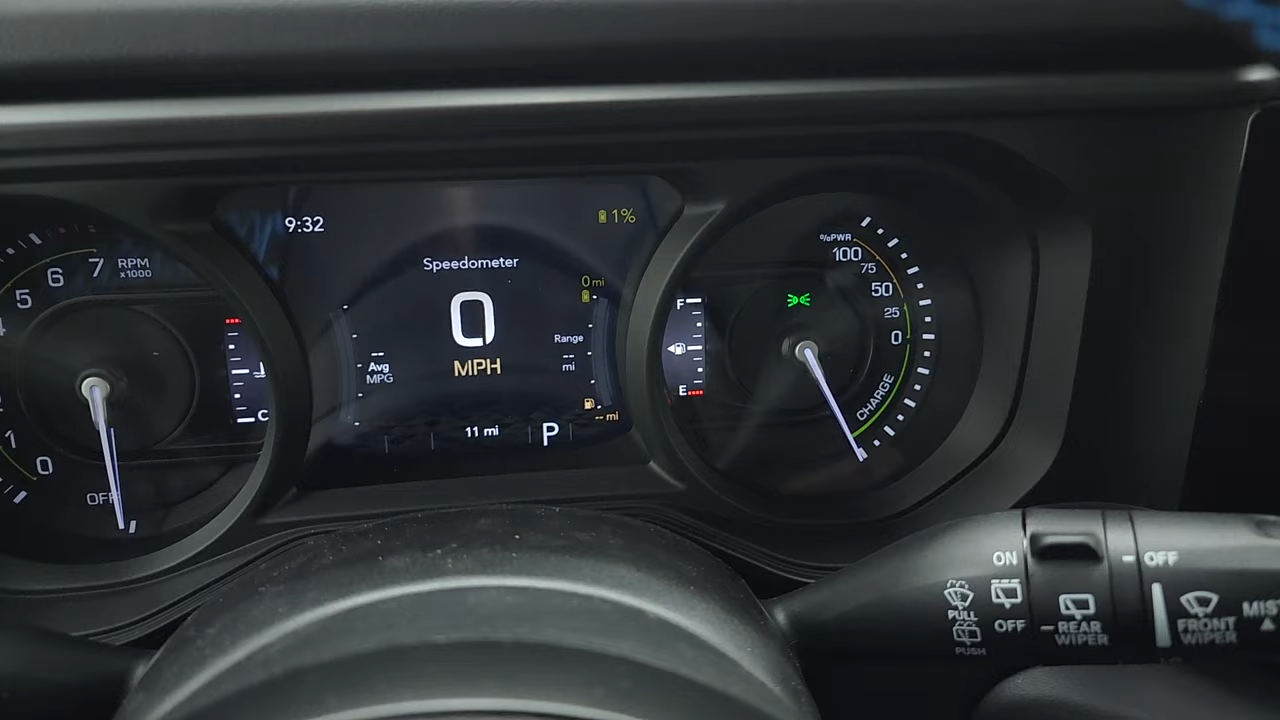 9:32
1%
Speedometer
0
MPH
0 mi
Range
--
mi
-- mi
--
Avg
MPG
11 mi
P
RPM
x1000
7
6
5
1
0
OFF
C
F
E
%PWR
100
75
50
25
0
CHARGE
ON
OFF
PULL
PUSH
OFF
REAR
WIPER
FRONT
WIPER
MIS